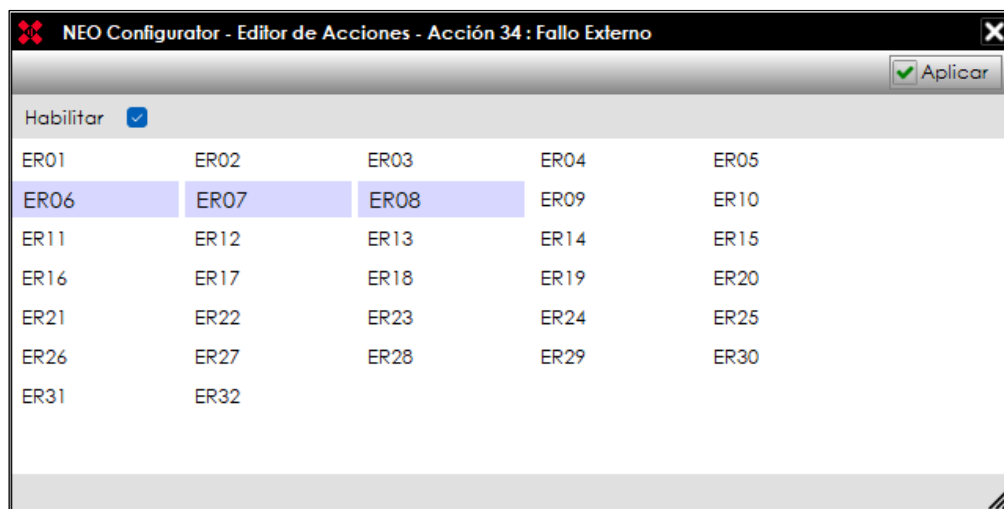 NEO Configurator - Editor de Acciones - Acción 34 : Fallo Externo
Aplicar
Habilitar
ER01 ER02 ER03 ER04 ER05
ER06 ER07 ER08 ER09 ER10
ER11 ER12 ER13 ER14 ER15
ER16 ER17 ER18 ER19 ER20
ER21 ER22 ER23 ER24 ER25
ER26 ER27 ER28 ER29 ER30
ER31 ER32